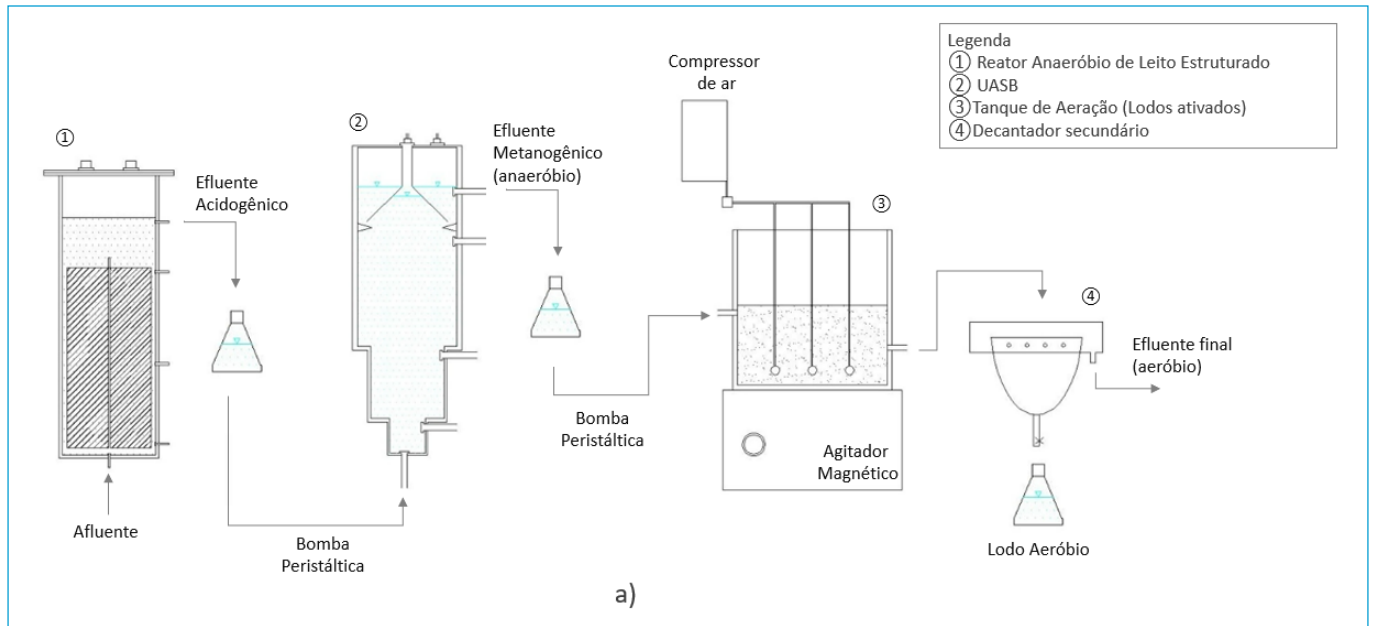 Legenda
① Reator Anaeróbio de Leito Estruturado
② UASB
③ Tanque de Aeração (Lodos ativados)
④ Decantador secundário
①
Efluente
Acidogênico
Afluente
②
Efluente
Metanogênico
(anaeróbio)
Bomba
Peristáltica
Compressor
de ar
③
Bomba
Peristáltica
Agitador
Magnético
④
Efluente final
(aeróbio)
Lodo Aeróbio
a)